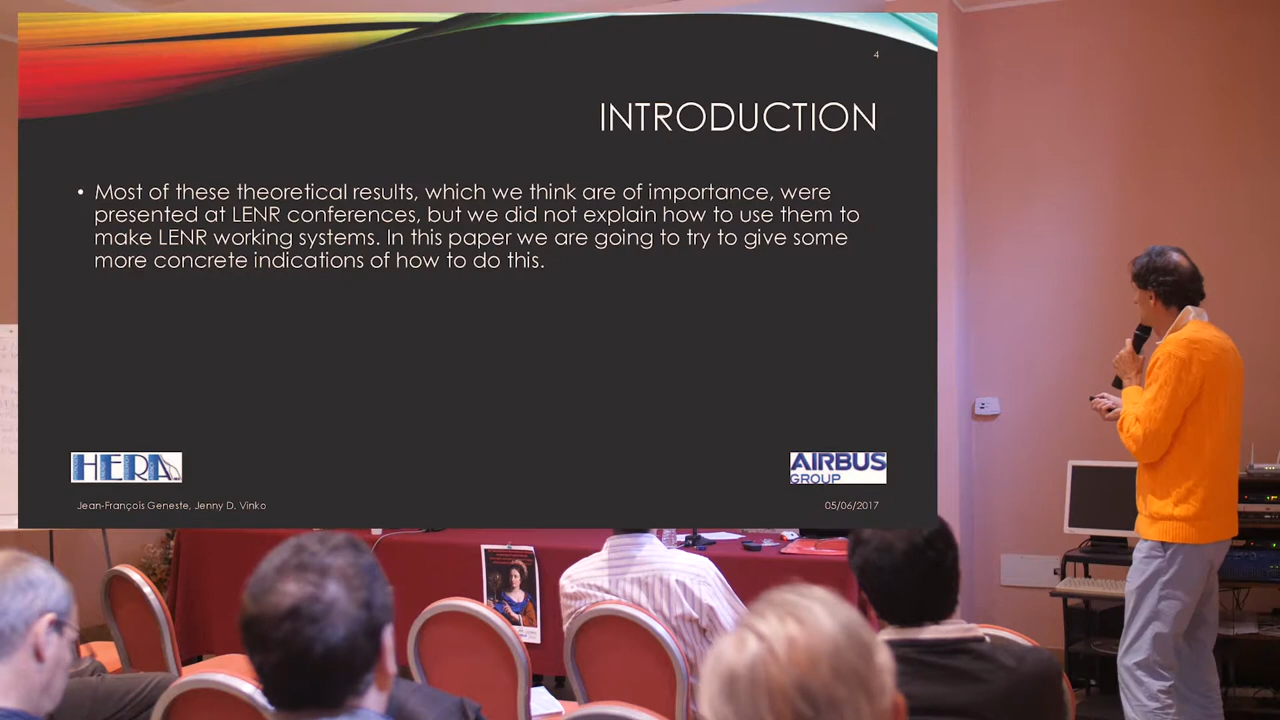 4
INTRODUCTION
• Most of these theoretical results, which we think are of importance, were
presented at LENR conferences, but we did not explain how to use them to
make LENR working systems. In this paper we are going to try to give some
more concrete indications of how to do this.
HERA
AIRBUS
GROUP
Jean-François Geneste, Jenny D. Vinko
05/06/2017